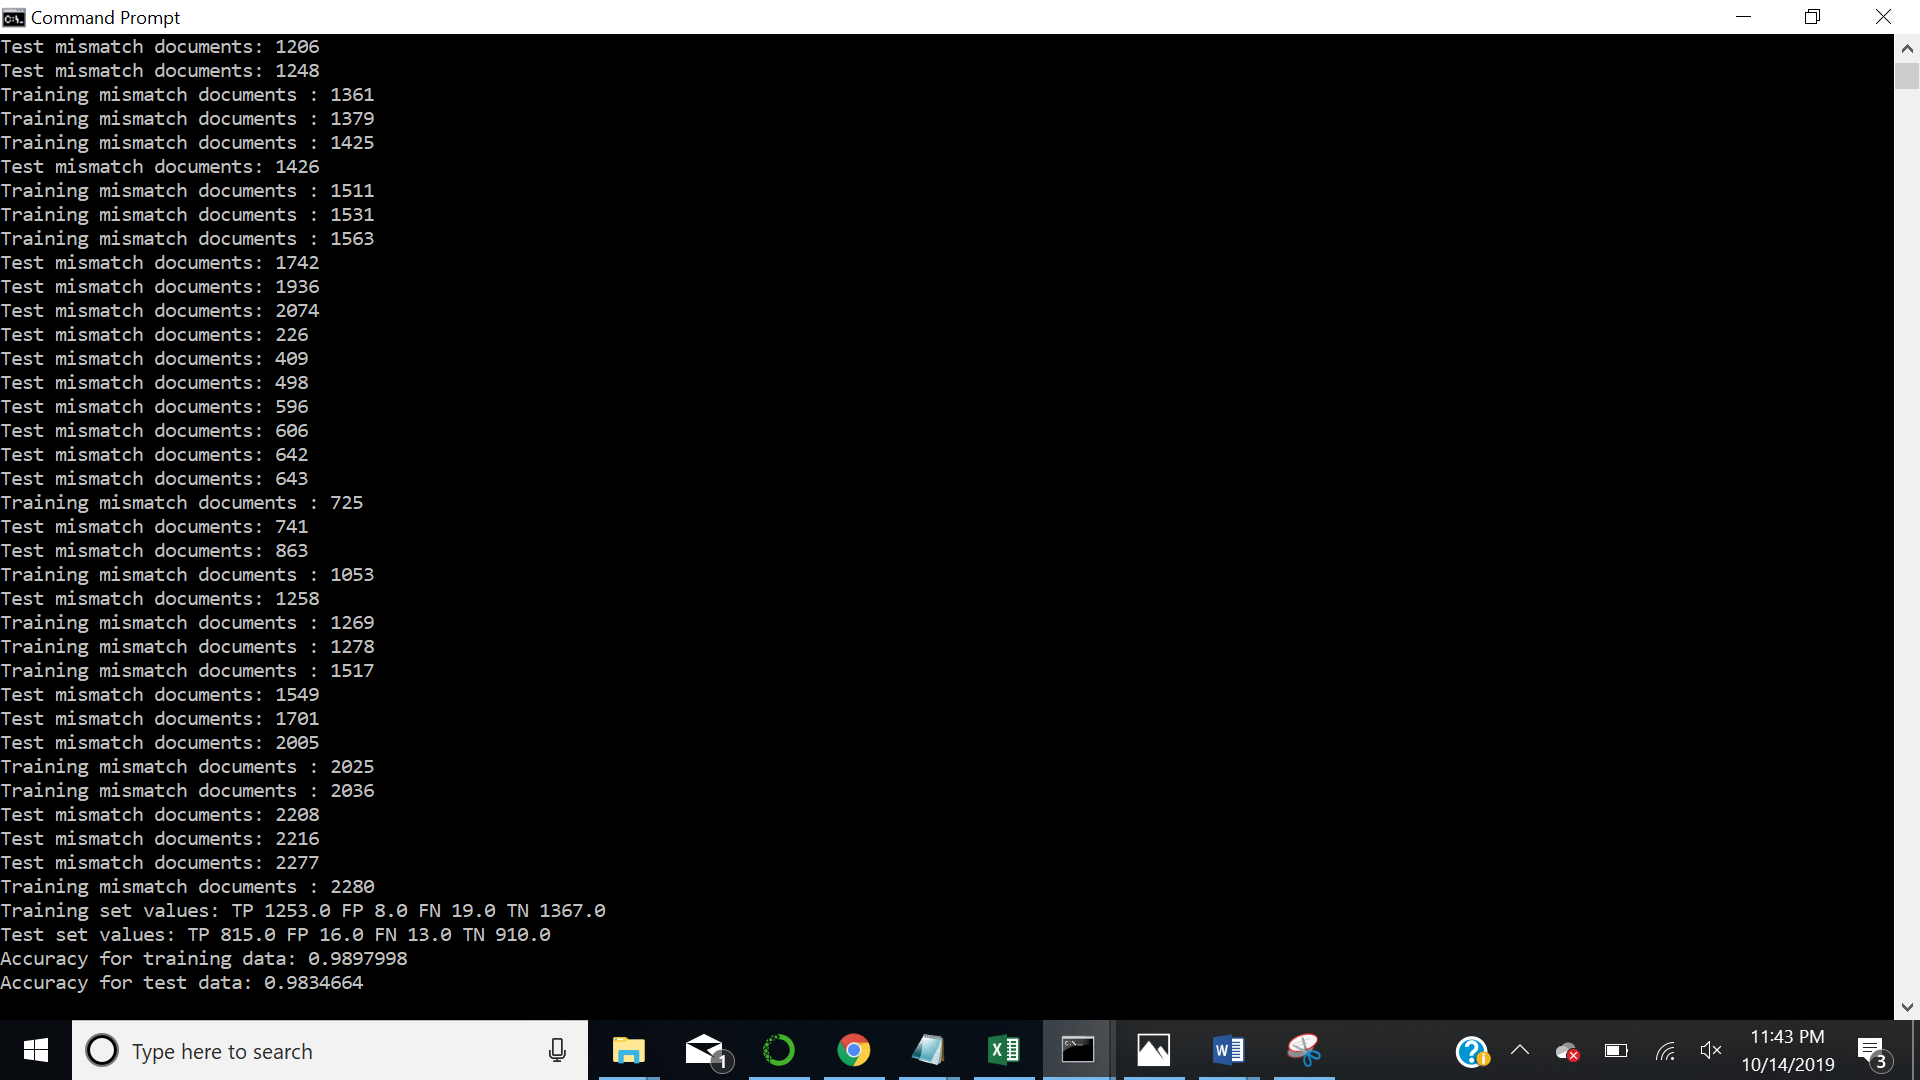 Command Prompt
Test mismatch documents: 1206
Test mismatch documents: 1248
Training mismatch documents : 1361
Training mismatch documents : 1379
Training mismatch documents : 1425
Test mismatch documents: 1426
Training mismatch documents : 1511
Training mismatch documents : 1531
Training mismatch documents : 1563
Test mismatch documents: 1742
Test mismatch documents: 1936
Test mismatch documents: 2074
Test mismatch documents: 226
Test mismatch documents: 409
Test mismatch documents: 498
Test mismatch documents: 596
Test mismatch documents: 606
Test mismatch documents: 642
Test mismatch documents: 643
Training mismatch documents : 725
Test mismatch documents: 741
Test mismatch documents: 863
Training mismatch documents : 1053
Test mismatch documents: 1258
Training mismatch documents : 1269
Training mismatch documents : 1278
Training mismatch documents : 1517
Test mismatch documents: 1549
Test mismatch documents: 1701
Test mismatch documents: 2005
Training mismatch documents : 2025
Training mismatch documents : 2036
Test mismatch documents: 2208
Test mismatch documents: 2216
Test mismatch documents: 2277
Training mismatch documents : 2280
Training set values: TP 1253.0 FP 8.0 FN 19.0 TN 1367.0
Test set values: TP 815.0 FP 16.0 FN 13.0 TN 910.0
Accuracy for training data: 0.9897998
Accuracy for test data: 0.9834664
Type here to search
1
11:43 PM
10/14/2019
3